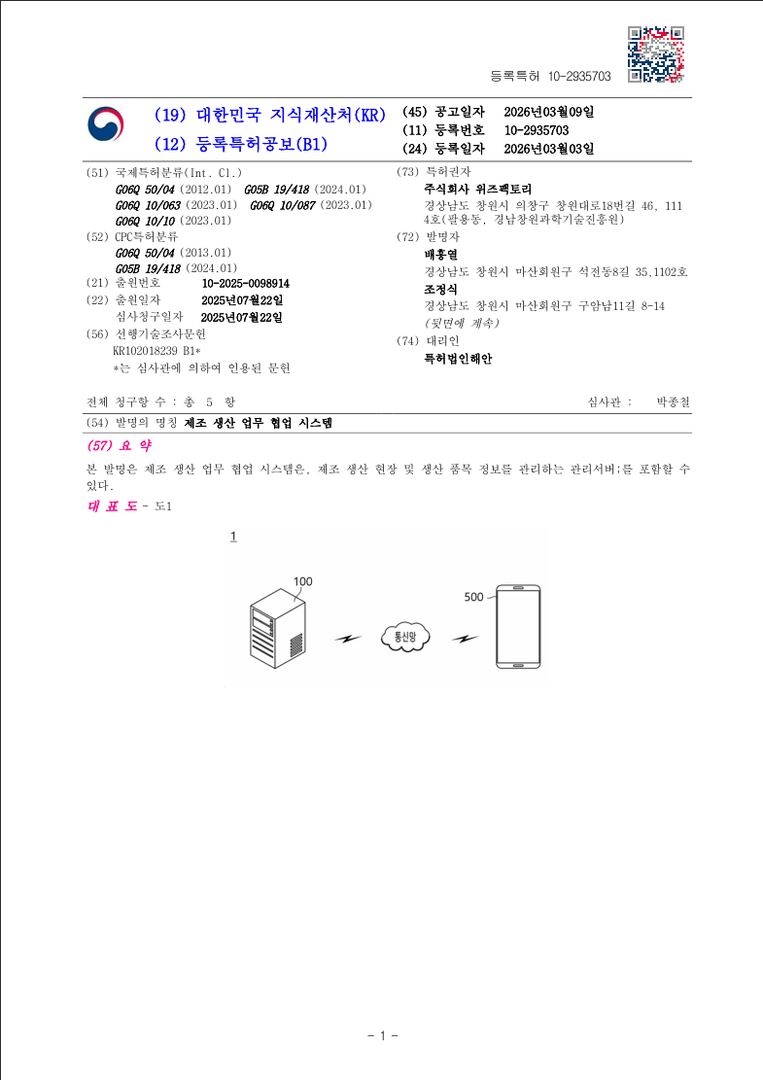 등록특허 10-2935703
(19) 대한민국 지식재산처(KR)
(12) 등록특허공보(B1)
(45) 공고일자 2026년03월09일
(11) 등록번호 10-2935703
(24) 등록일자 2026년03월03일
(51) 국제특허분류(Int. Cl.)
G06Q 50/04 (2012.01) G05B 19/418 (2024.01)
G06Q 10/063 (2023.01) G06Q 10/087 (2023.01)
G06Q 10/10 (2023.01)
(52) CPC특허분류
G06Q 50/04 (2013.01)
G05B 19/418 (2024.01)
(21) 출원번호 10-2025-0098914
(22) 출원일자 2025년07월22일
심사청구일자 2025년07월22일
(56) 선행기술조사문헌
KR102018239 B1*
*는 심사관에 의하여 인용된 문헌
(73) 특허권자
주식회사 위즈팩토리
경상남도 창원시 의창구 창원대로18번길 46, 111
4호(팔용동, 경남창원과학기술진흥원)
(72) 발명자
배홍열
경상남도 창원시 마산회원구 석전동8길 35,1102호
조정식
경상남도 창원시 마산회원구 구암남11길 8-14
(뒷면에 계속)
(74) 대리인
특허법인해안
전체 청구항 수 : 총 5 항 심사관 : 박종철
(54) 발명의 명칭 제조 생산 업무 협업 시스템
(57) 요 약
본 발명은 제조 생산 업무 협업 시스템은, 제조 생산 현장 및 생산 품목 정보를 관리하는 관리서버;를 포함할 수
있다.
대 표 도 - 도1
1
100
500
통신망
- 1 -